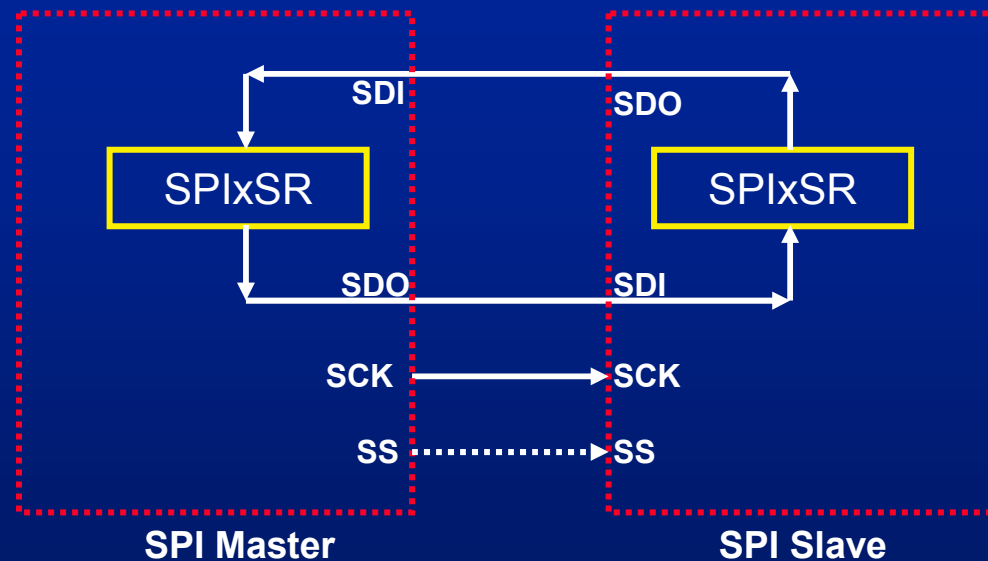 SDI
SDO
SPIxSR
SPIxSR
SDO
SDI
SCK
SCK
SS
SS
SPI Master
SPI Slave